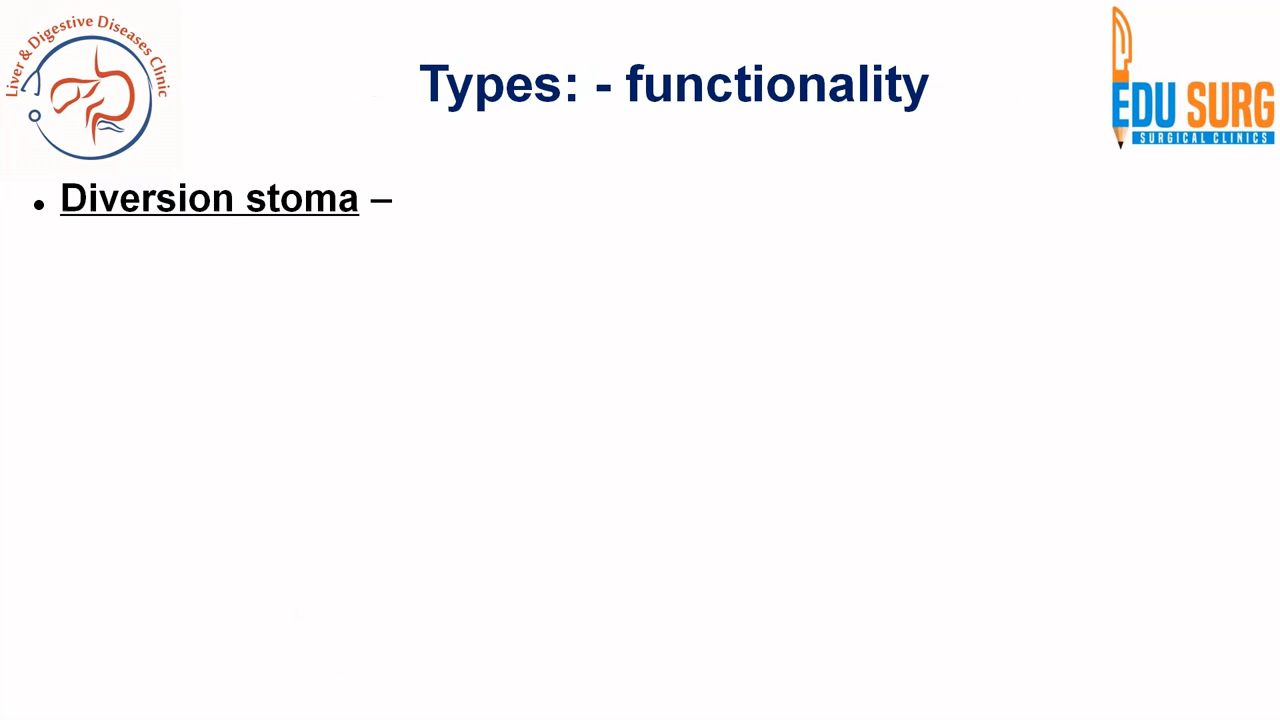 Liver & Digestive Diseases Clinic
Types: - functionality
EDU SURG
SURGICAL CLINICS
• Diversion stoma –